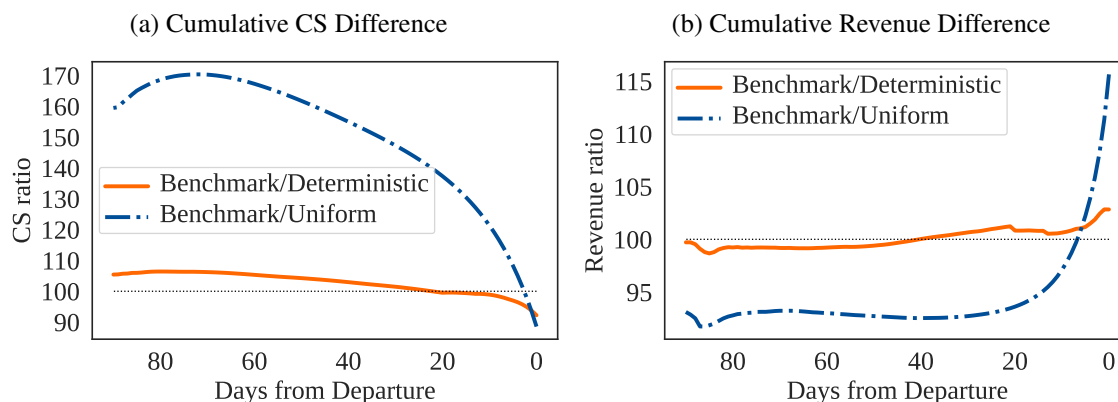 (a) Cumulative CS Difference
170
160
150
140
130
120
110
100
90
CS ratio
Benchmark/Deterministic
Benchmark/Uniform
80
60
40
20
0
Days from Departure
(b) Cumulative Revenue Difference
115
110
105
100
95
Revenue ratio
Benchmark/Deterministic
Benchmark/Uniform
80
60
40
20
0
Days from Departure